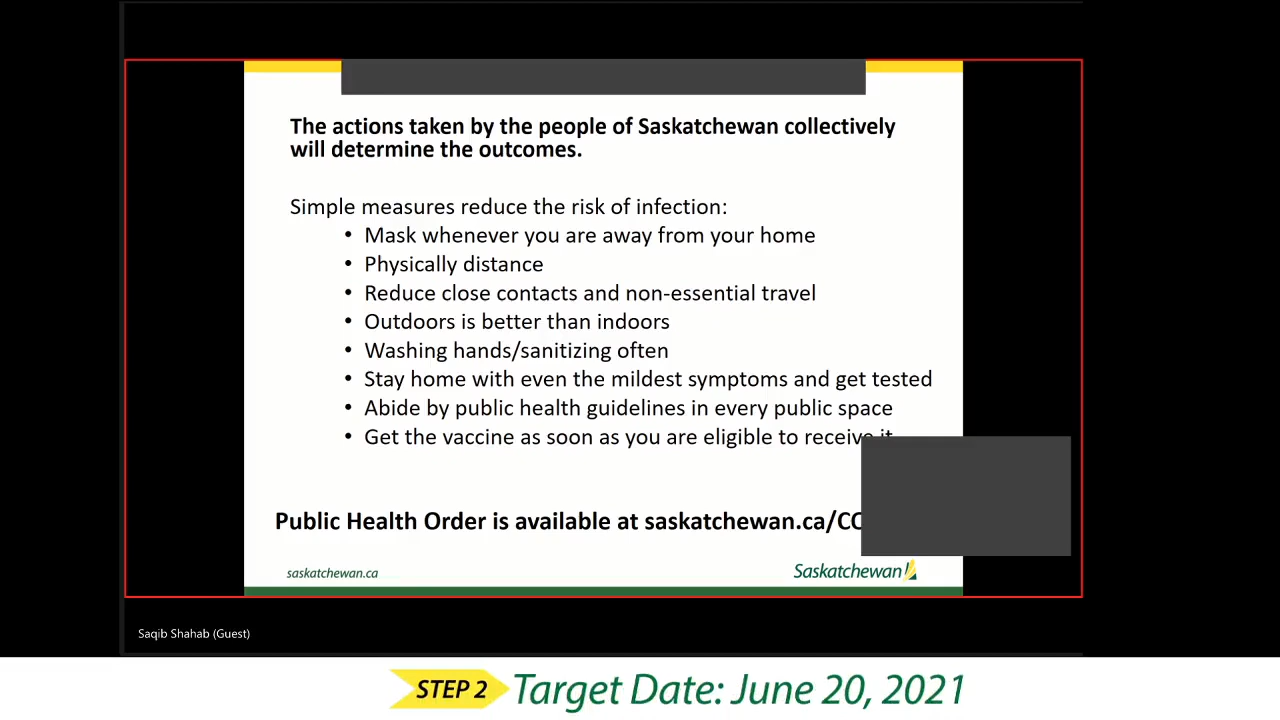 The actions taken by the people of Saskatchewan collectively
will determine the outcomes.
Simple measures reduce the risk of infection:
• Mask whenever you are away from your home
• Physically distance
• Reduce close contacts and non-essential travel
• Outdoors is better than indoors
• Washing hands/sanitizing often
• Stay home with even the mildest symptoms and get tested
• Abide by public health guidelines in every public space
• Get the vaccine as soon as you are eligible to receive it
Public Health Order is available at saskatchewan.ca/CO
saskatchewan.ca
Saskatchewan
Saqib Shahab (Guest)
STEP 2 Target Date: June 20, 2021